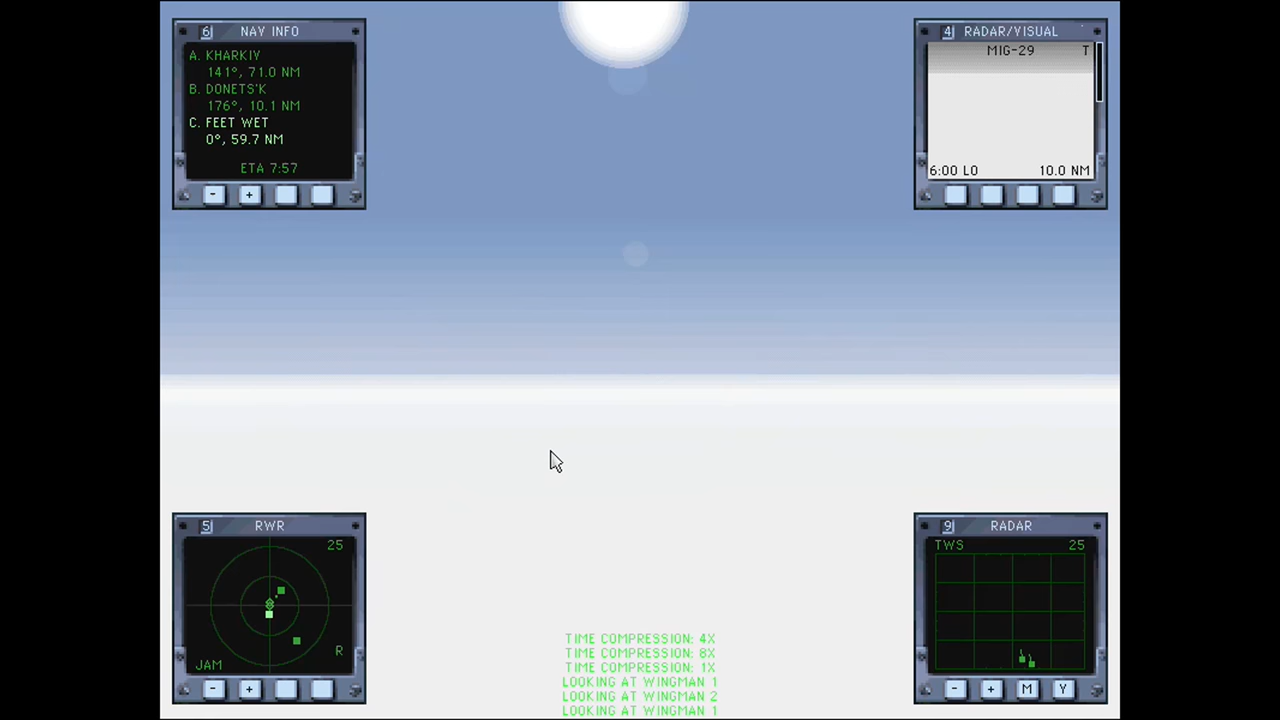 6 NAV INFO
A. KHARKIY
141°, 71.0 NM
B. DONETS'K
176°, 10.1 NM
C. FEET WET
0°, 59.7 NM
ETA 7:57
- +
4 RADAR/VISUAL
MIG-29 T
6:00 LO 10.0 NM
5 RWR
25
R
JAM
- +
9 RADAR
TWS 25
- + M Y
TIME COMPRESSION: 4X
TIME COMPRESSION: 8X
TIME COMPRESSION: 1X
LOOKING AT WINGMAN 1
LOOKING AT WINGMAN 2
LOOKING AT WINGMAN 1